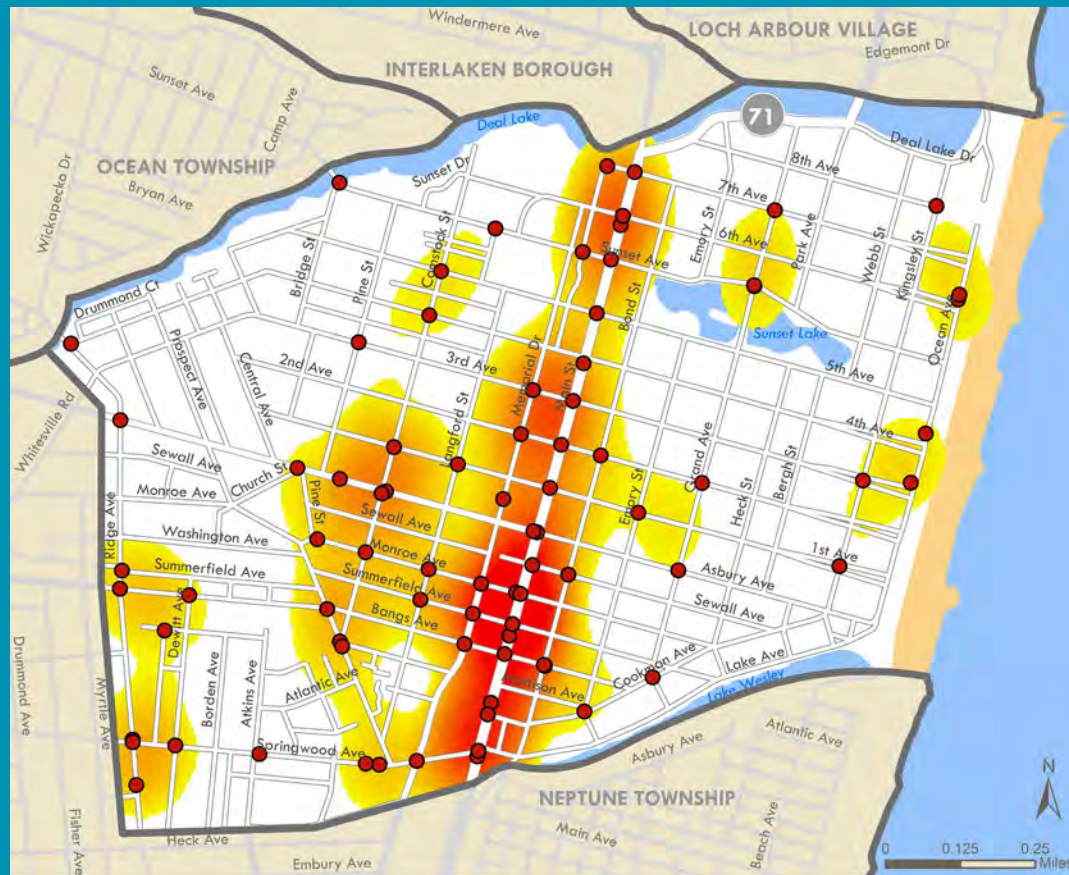 Windermere Ave
LOCH ARBOUR VILLAGE
Edgemont Dr
INTERLAKEN BOROUGH
Sunset Ave
Camp Ave
71
Deal Lake
Deal Lake Dr
OCEAN TOWNSHIP
Wickapecko Dr
Bryan Ave
Sunset Dr
8th Ave
7th Ave
6th Ave
Emory St
Park Ave
Webb St
Kingsley St
Comstock St
Bridge St
Pine St
Sunset Ave
Bond St
Drummond Ct
Sunset Lake
Ocean Ave
5th Ave
Prospect Ave
Central Ave
2nd Ave
3rd Ave
Memorial Dr
Main St
Whitesville Rd
Langford St
4th Ave
Sewall Ave
Church St
Grand Ave
Bergh St
Heck St
Monroe Ave
Pine St
Sewall Ave
Emory St
Ridge Ave
Washington Ave
Monroe Ave
1st Ave
Summerfield Ave
Summerfield Ave
Asbury Ave
Bangs Ave
Sewall Ave
Dewitt Ave
Drummond Ave
Myrtle Ave
Borden Ave
Atkins Ave
Atlantic Ave
Mattison Ave
Cookman Ave
Lake Ave
Lake Wesley
Springwood Ave
Asbury Ave
Atlantic Ave
N
NEPTUNE TOWNSHIP
Fisher Ave
Heck Ave
Main Ave
Beach Ave
Embury Ave
0 0.125 0.25
Miles